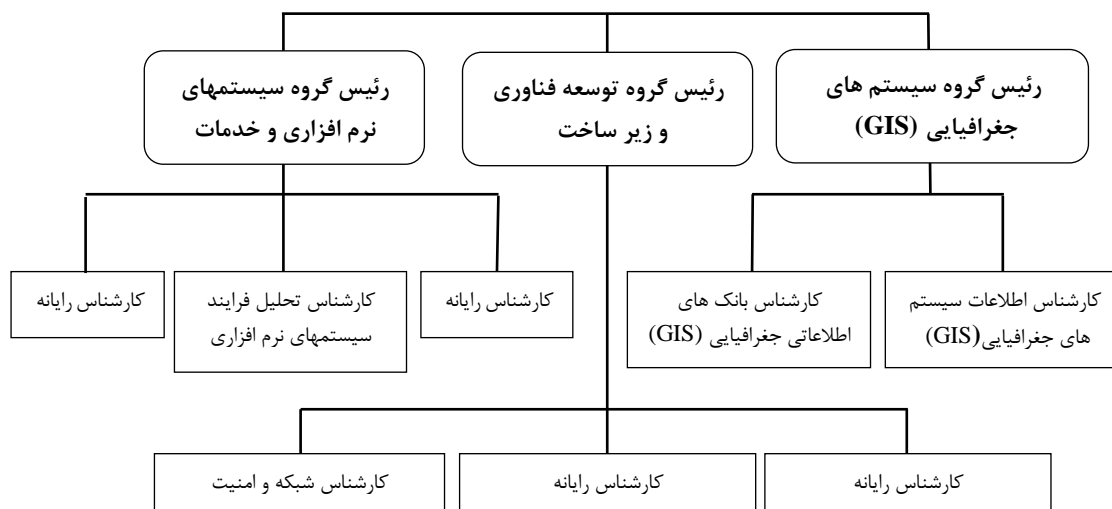 رئیس گروه سیستم های
جغرافیایی (GIS)
رئیس گروه توسعه فناوری
و زیر ساخت
رئیس گروه سیستمهای
نرم افزاری و خدمات
کارشناس اطلاعات سیستم
های جغرافیایی(GIS)
کارشناس بانک های
اطلاعاتی جغرافیایی (GIS)
کارشناس رایانه
کارشناس تحلیل فرایند
سیستمهای نرم افزاری
کارشناس رایانه
کارشناس رایانه
کارشناس رایانه
کارشناس شبکه و امنیت